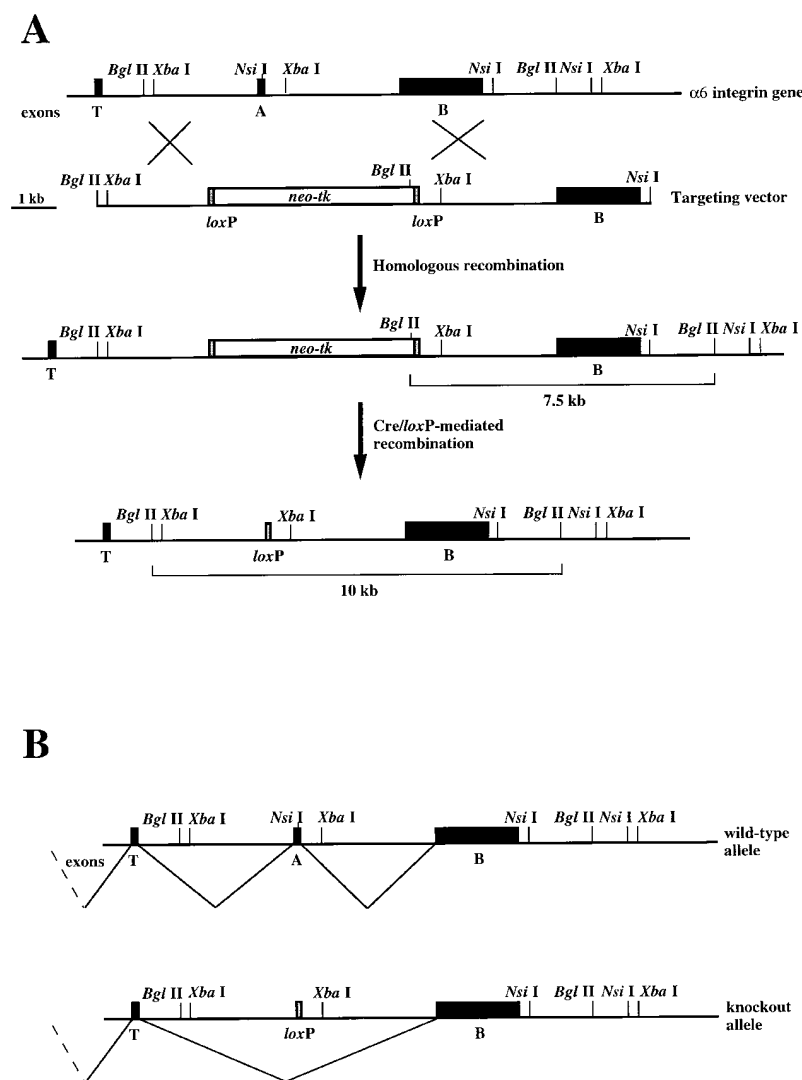 A
Bgl II Xba I Nsi I Xba I Nsi I Bgl II Nsi I Xba I
α6 integrin gene
exons T A B
Bgl II Xba I Bgl II Xba I Nsi I
1 kb neo-tk Targeting vector
loxP loxP B
Homologous recombination
Bgl II Xba I Bgl II Xba I Nsi I Bgl II Nsi I Xba I
neo-tk
T B
7.5 kb
Cre/loxP-mediated
recombination
Bgl II Xba I Xba I Nsi I Bgl II Nsi I Xba I
T loxP B
10 kb
B
Bgl II Xba I Nsi I Xba I Nsi I Bgl II Nsi I Xba I
wild-type
allele
exons T A B
Bgl II Xba I Xba I Nsi I Bgl II Nsi I Xba I
knockout
allele
T loxP B